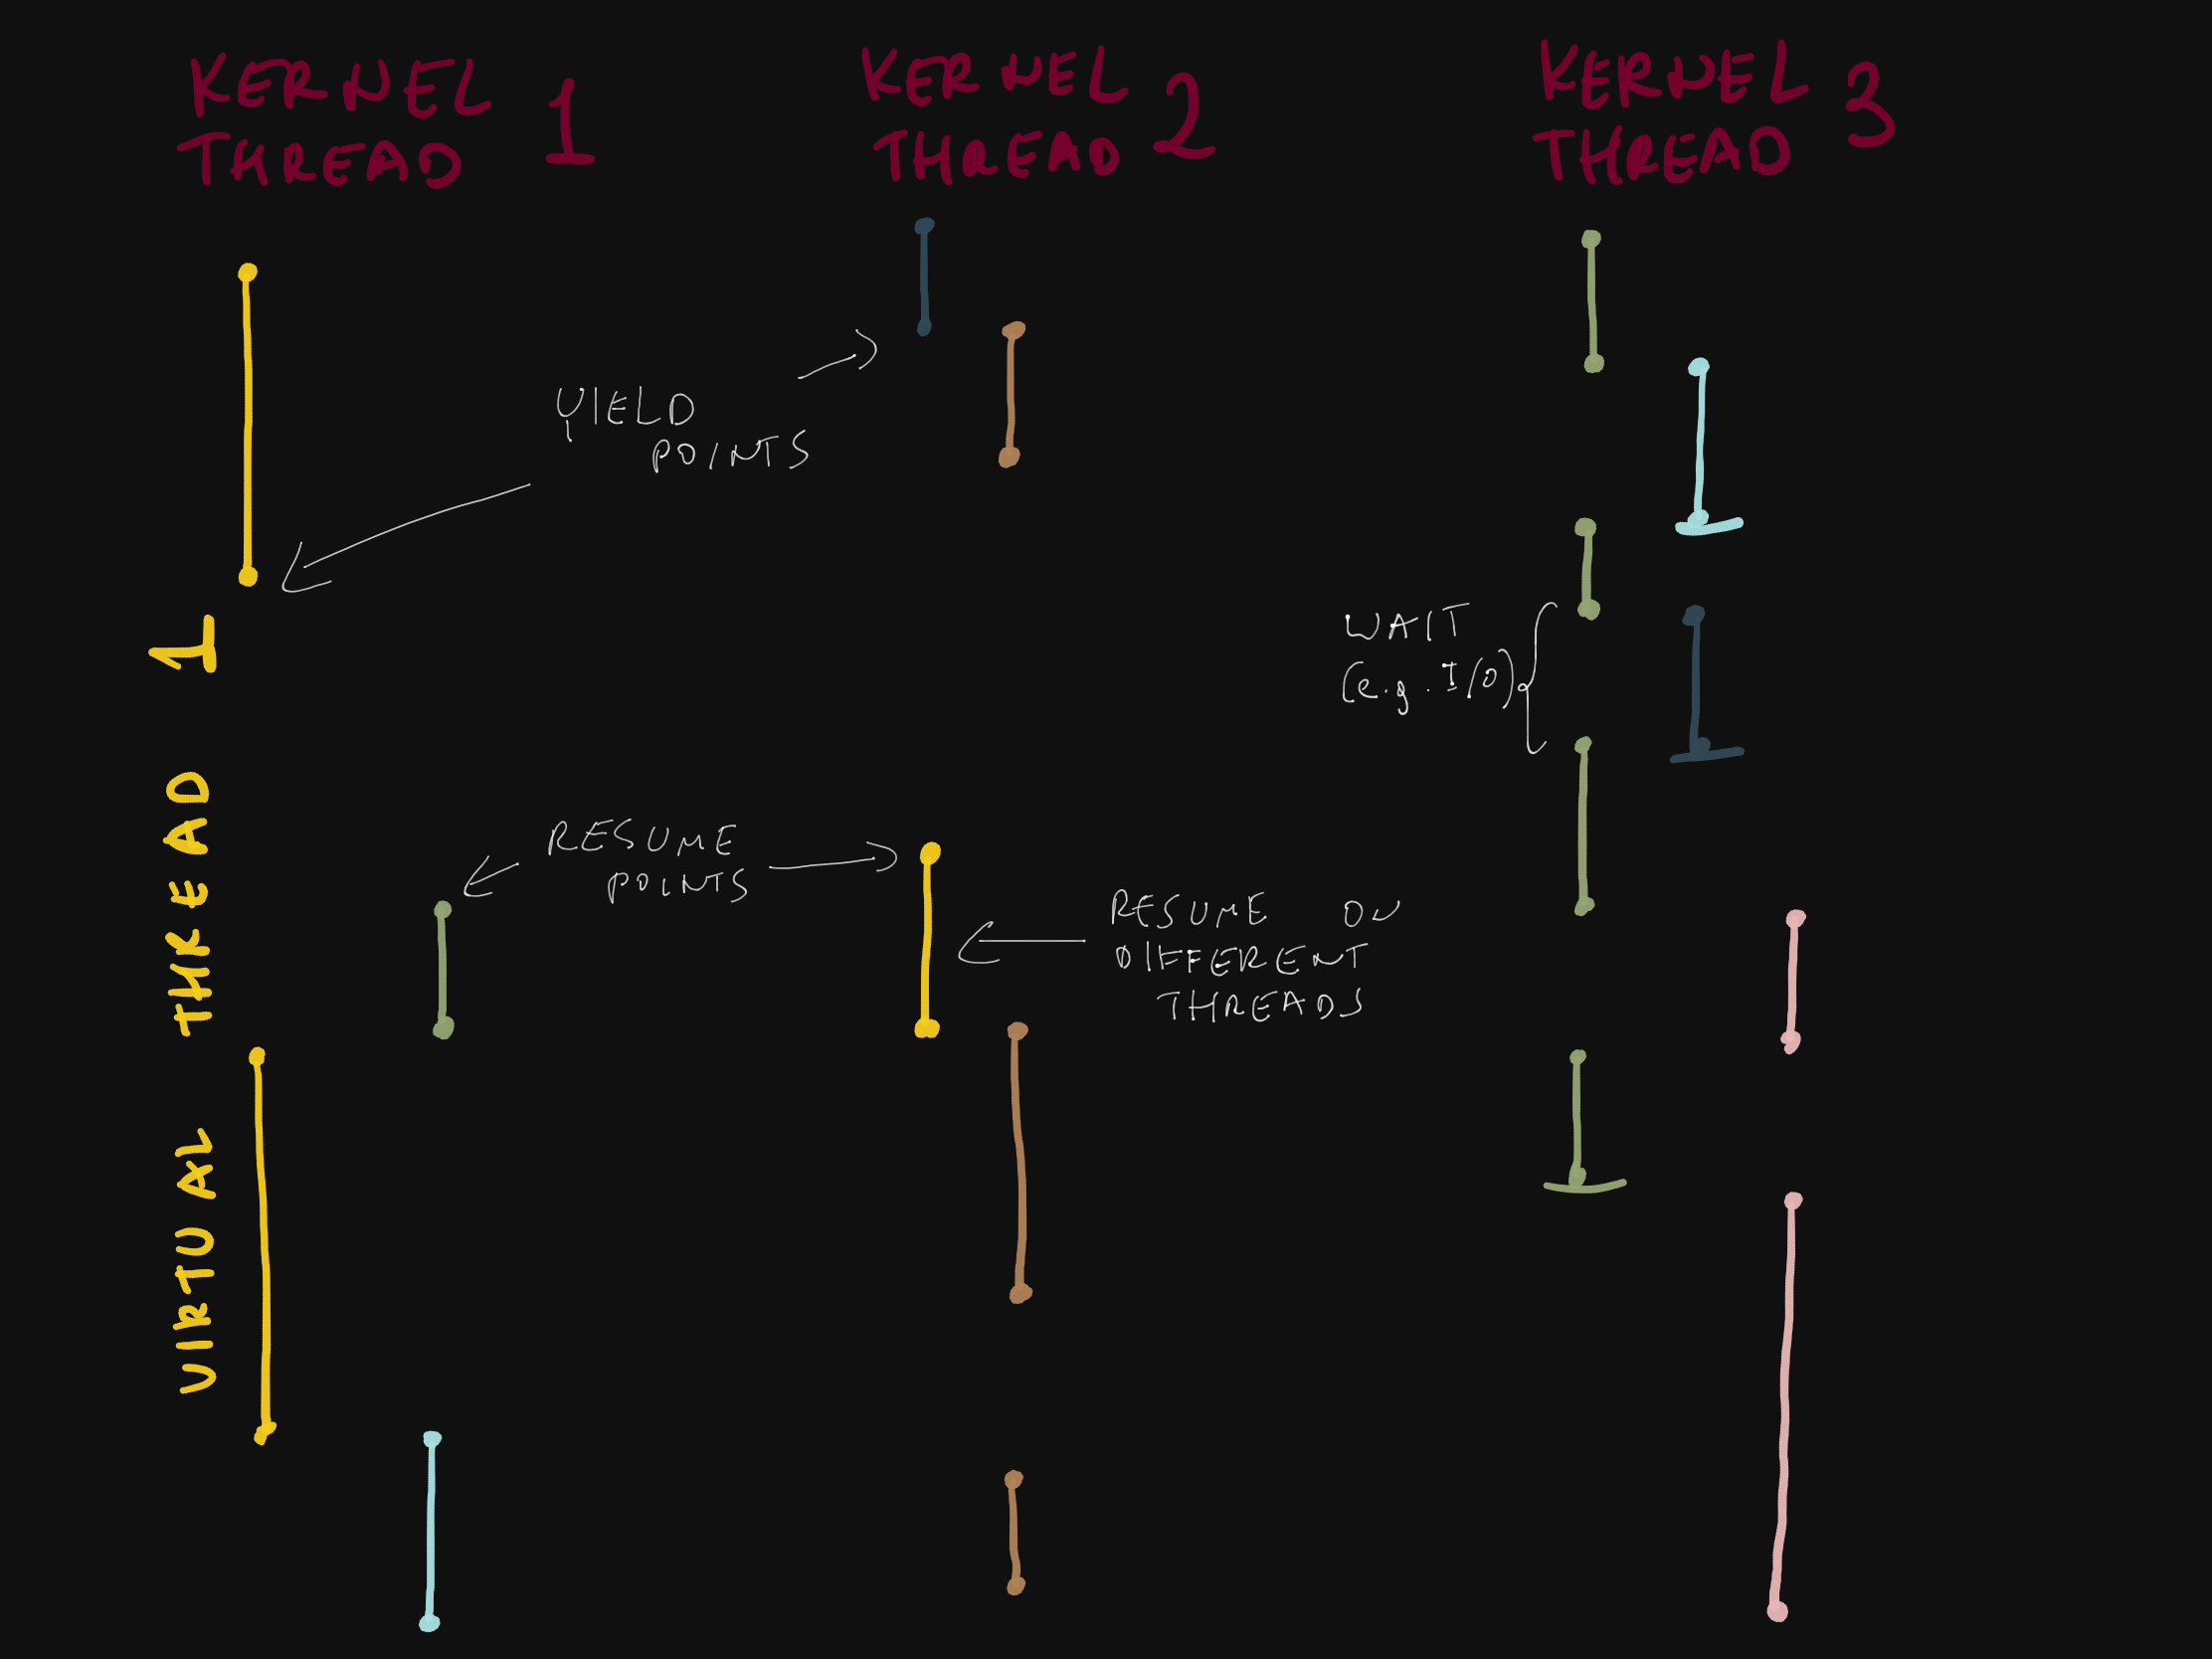 KERNEL
THREAD 1
KERNEL
THREAD 2
KERNEL
THREAD 3
YIELD
POINTS
VIRTUAL THREAD 1
WAIT
(e.g. I/O)
RESUME
POINTS
RESUME ON
DIFFERENT
THREADS